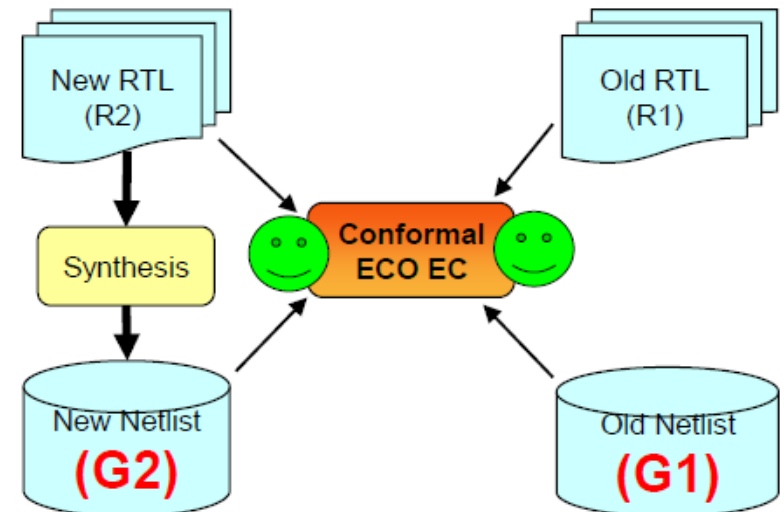 New RTL
(R2)
Old RTL
(R1)
Conformal
ECO EC
Synthesis
New Netlist
(G2)
Old Netlist
(G1)